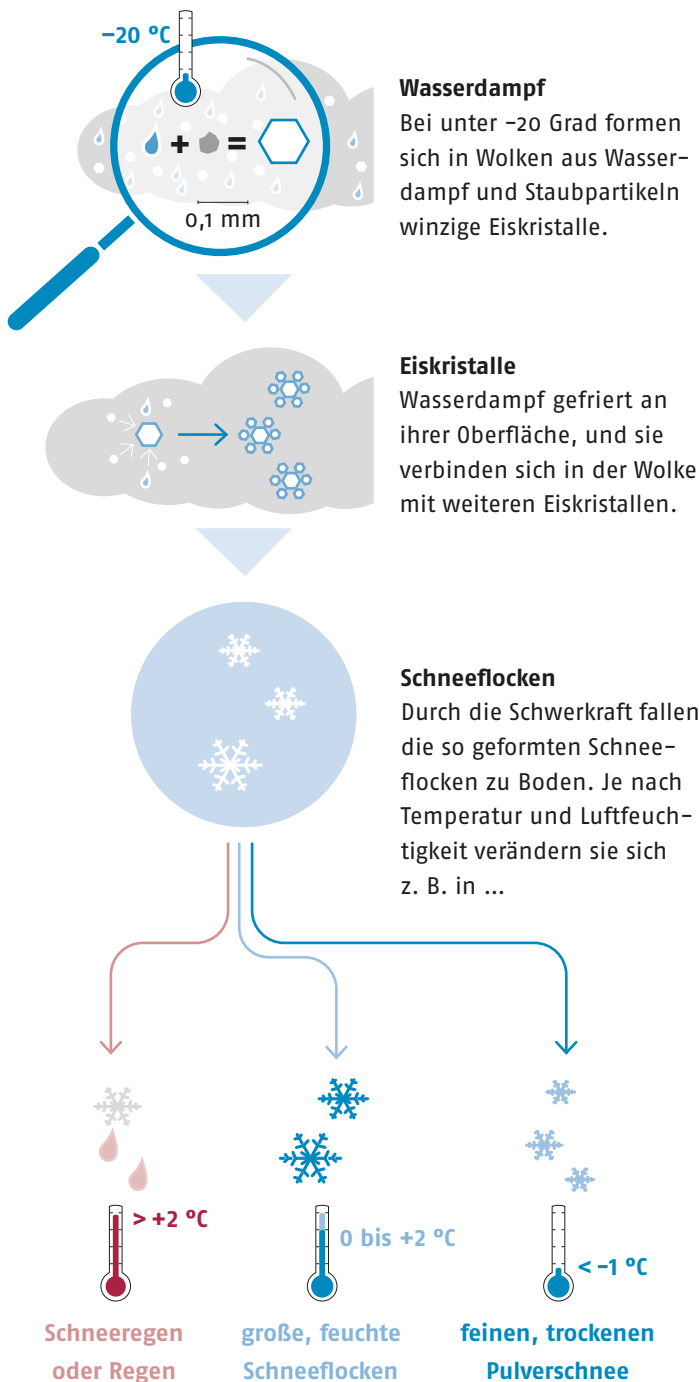 −20 °C
+ =
0,1 mm
Wasserdampf
Bei unter −20 Grad formen
sich in Wolken aus Wasser-
dampf und Staubpartikeln
winzige Eiskristalle.
Eiskristalle
Wasserdampf gefriert an
ihrer Oberfläche, und sie
verbinden sich in der Wolke
mit weiteren Eiskristallen.
Schneeflocken
Durch die Schwerkraft fallen
die so geformten Schnee-
flocken zu Boden. Je nach
Temperatur und Luftfeuch-
tigkeit verändern sie sich
z. B. in ...
> +2 °C
Schneeregen
oder Regen
0 bis +2 °C
große, feuchte
Schneeflocken
< −1 °C
feinen, trockenen
Pulverschnee